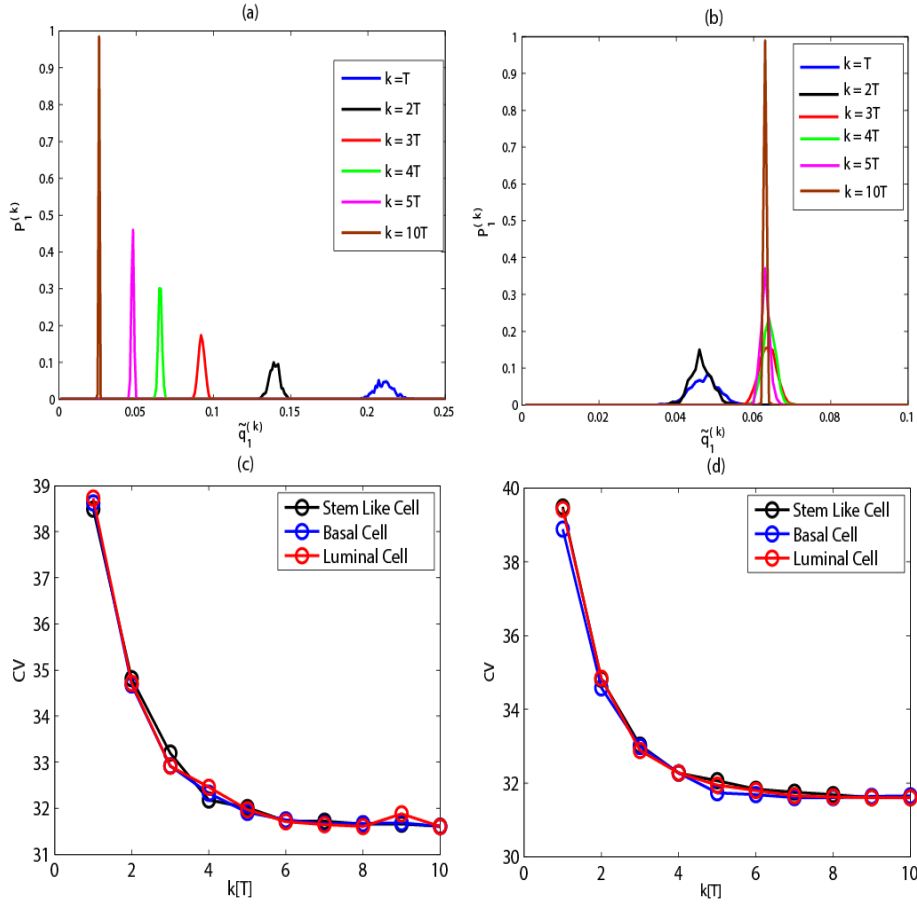 (a)
1
0.9
0.8
0.7
0.6
0.5
0.4
0.3
0.2
0.1
0
P₁⁽ᵏ⁾
k =T
k = 2T
k = 3T
k = 4T
k = 5T
k = 10T
0 0.05 0.1 0.15 0.2 0.25
q̃₁⁽ᵏ⁾
(b)
1
0.9
0.8
0.7
0.6
0.5
0.4
0.3
0.2
0.1
0
P₁⁽ᵏ⁾
k = T
k = 2T
k = 3T
k = 4T
k = 5T
k = 10T
0.02 0.04 0.06 0.08 0.1
q̃₁⁽ᵏ⁾
(c)
39
38
37
36
35
34
33
32
31
CV
Stem Like Cell
Basal Cell
Luminal Cell
0 2 4 6 8 10
k[T]
(d)
40
38
36
34
32
30
CV
Stem Like Cell
Basal Cell
Luminal Cell
0 2 4 6 8 10
k[T]